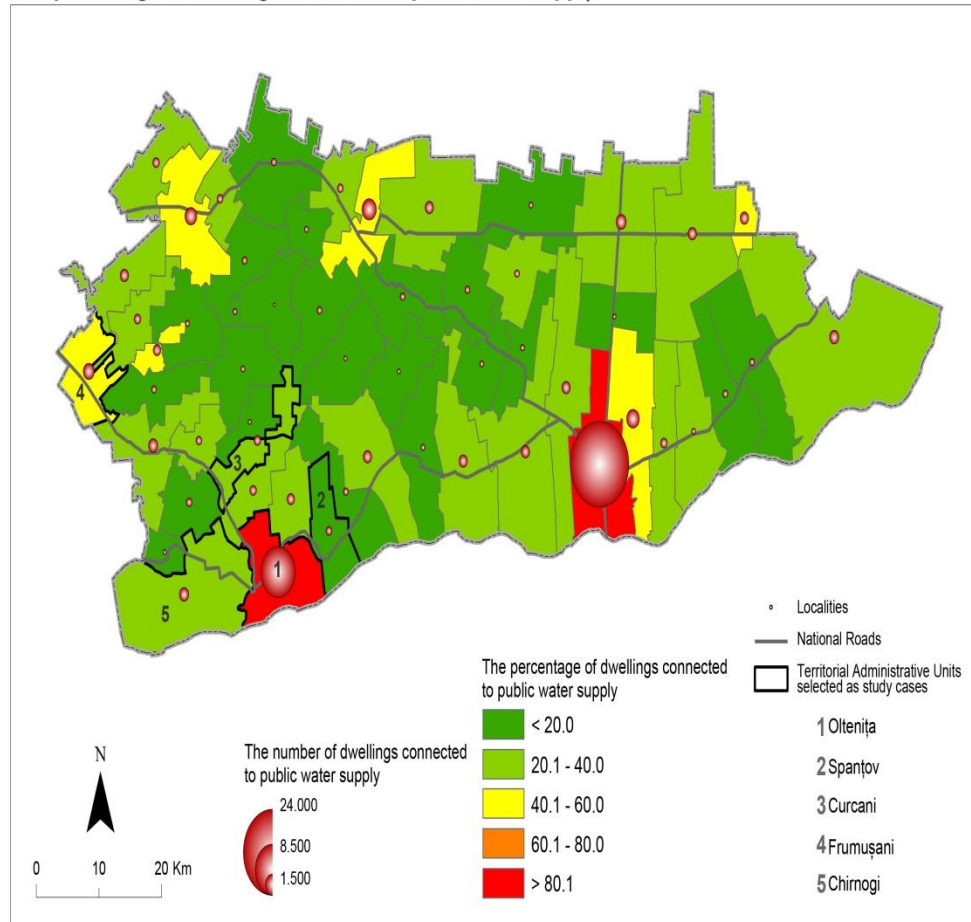 4
3
2
1
5
Localities
National Roads
Territorial Administrative Units
selected as study cases
1 Oltenița
2 Spanțov
3 Curcani
4 Frumușani
5 Chirnogi
The percentage of dwellings connected
to public water supply
< 20.0
20.1 - 40.0
40.1 - 60.0
60.1 - 80.0
> 80.1
The number of dwellings connected
to public water supply
24.000
8.500
1.500
N
0 10 20 Km